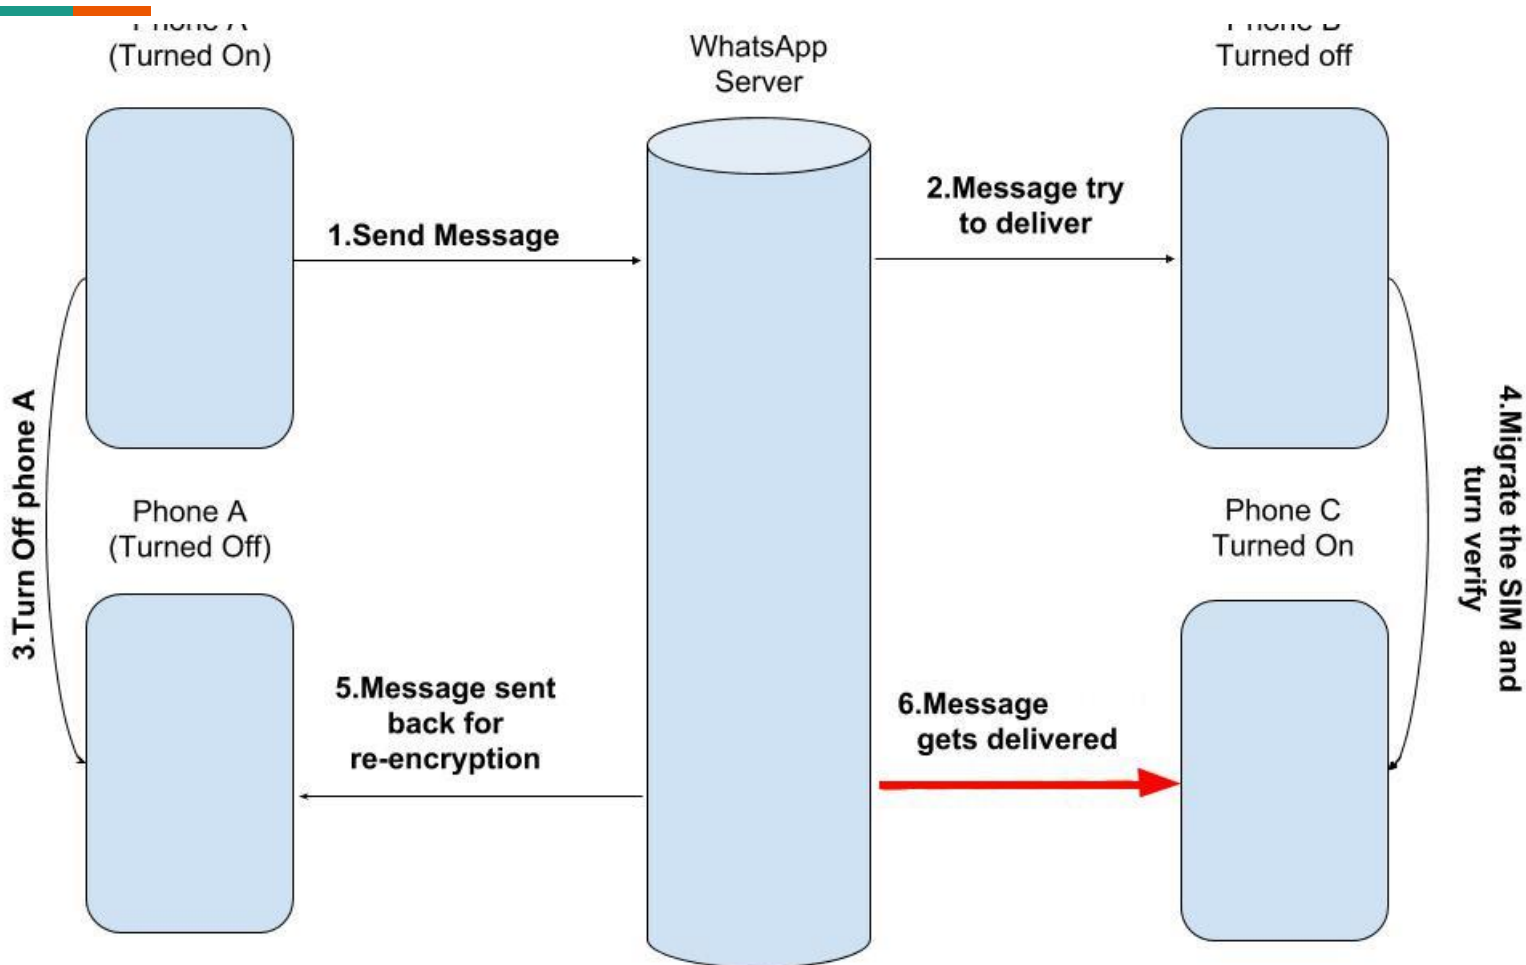 Phone A
(Turned On)
WhatsApp
Server
Phone B
Turned off
1.Send Message
2.Message try
to deliver
3.Turn Off phone A
4.Migrate the SIM and
turn verify
Phone A
(Turned Off)
Phone C
Turned On
5.Message sent
back for
re-encryption
6.Message
gets delivered